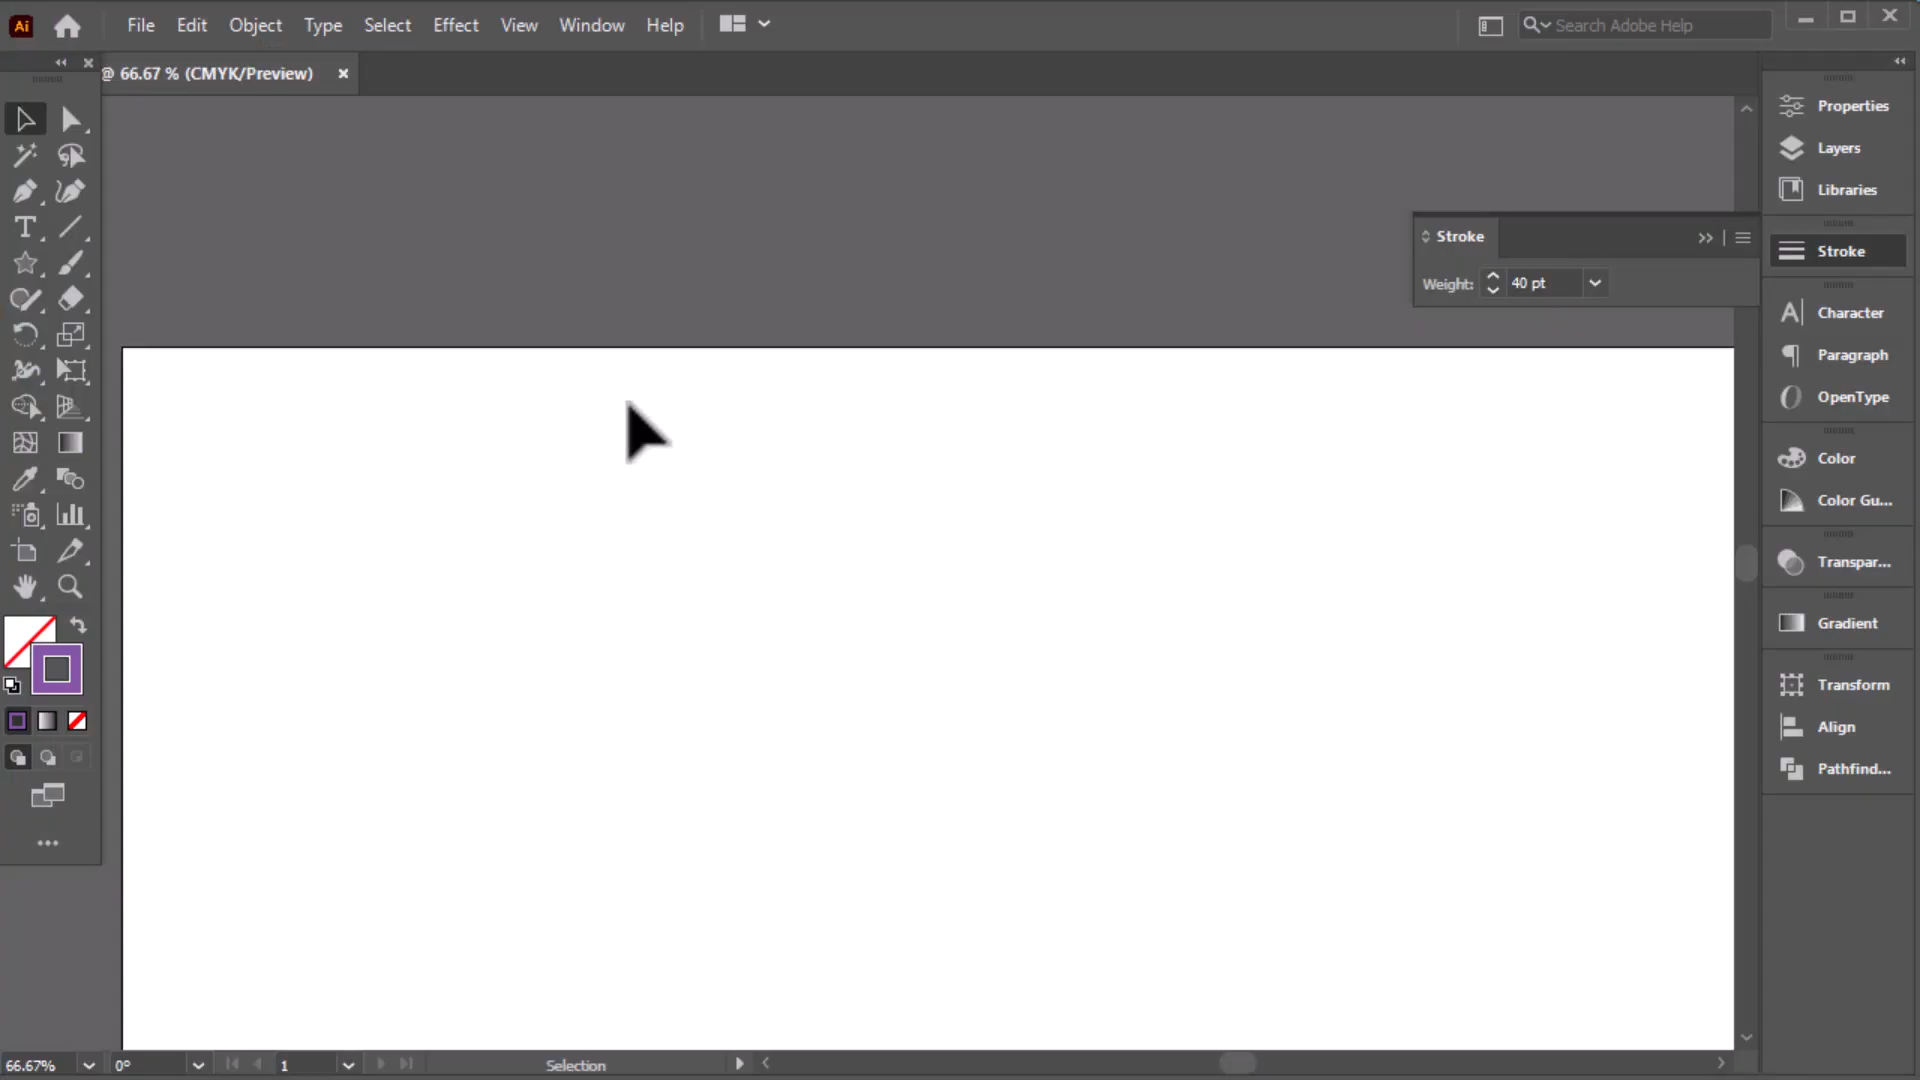 Ai File Edit Object Type Select Effect View Window Help Search Adobe Help
@ 66.67 % (CMYK/Preview) ×
Properties
Layers
Libraries
Stroke
Stroke
Weight: 40 pt
Character
Paragraph
OpenType
Color
Color Gu...
Transpar...
Gradient
Transform
Align
Pathfind...
66.67% 0° 1 Selection